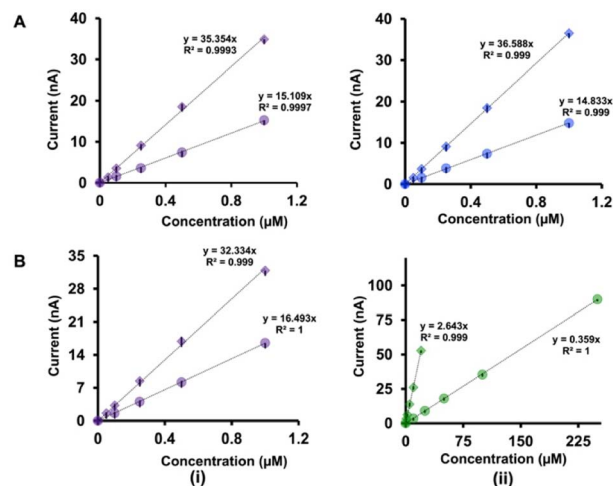 A
40
30
20
10
0
Current (nA)
y = 35.354x
R² = 0.9993
y = 15.109x
R² = 0.9997
0
0.4
0.8
1.2
Concentration (µM)
40
30
20
10
0
Current (nA)
y = 36.588x
R² = 0.999
y = 14.833x
R² = 0.999
0
0.4
0.8
1.2
Concentration (µM)
B
35
28
21
14
7
0
Current (nA)
y = 32.334x
R² = 0.999
y = 16.493x
R² = 1
0
0.4
0.8
1.2
Concentration (µM)
(i)
100
75
50
25
0
Current (nA)
y = 2.643x
R² = 0.999
y = 0.359x
R² = 1
75
150
225
Concentration (µM)
(ii)